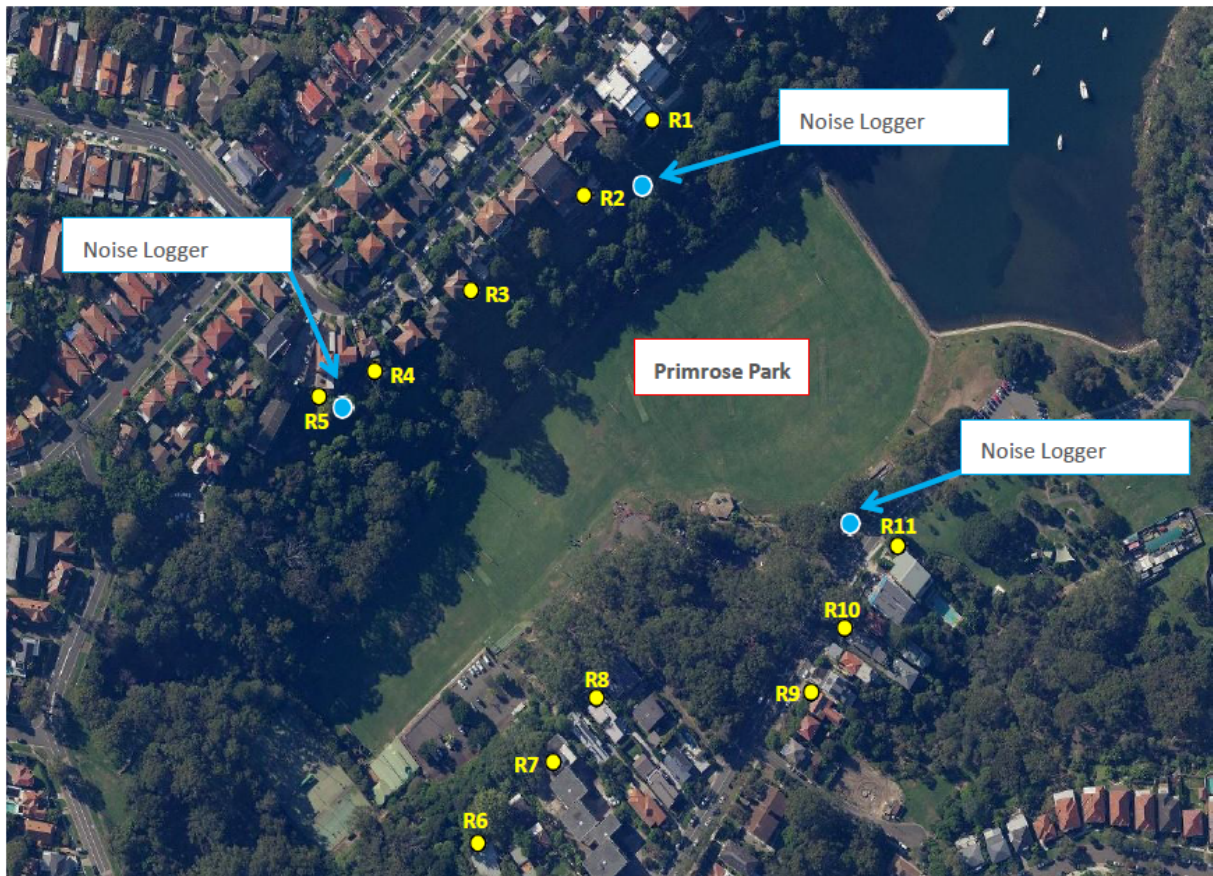 R1
Noise Logger
R2
Noise Logger
R3
Primrose Park
R4
R5
Noise Logger
R11
R10
R8
R9
R7
R6